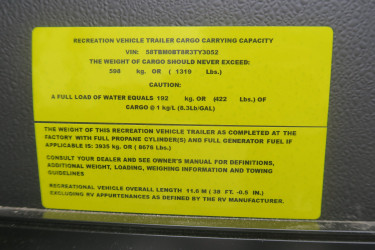 RECREATION VEHICLE TRAILER CARGO CARRYING CAPACITY
VIN: 58TBM0BT8R3TY3052
THE WEIGHT OF CARGO SHOULD NEVER EXCEED:
598 kg. OR ( 1319 Lbs.)
CAUTION:
A FULL LOAD OF WATER EQUALS 192 kg. OR (422 Lbs.) OF
CARGO @ 1 kg/L (8.3Lb/GAL)
THE WEIGHT OF THIS RECREATION VEHICLE TRAILER AS COMPLETED AT THE
FACTORY WITH FULL PROPANE CYLINDER(S) AND FULL GENERATOR FUEL IF
APPLICABLE IS: 3935 kg. OR ( 8676 Lbs.)
CONSULT YOUR DEALER AND SEE OWNER'S MANUAL FOR DEFINITIONS,
ADDITIONAL WEIGHT, LOADING, WEIGHING INFORMATION AND TOWING
GUIDELINES
RECREATIONAL VEHICLE OVERALL LENGTH 11.6 M ( 38 FT. -0.5 IN.)
EXCLUDING RV APPURTENANCES AS DEFINED BY THE RV MANUFACTURER.